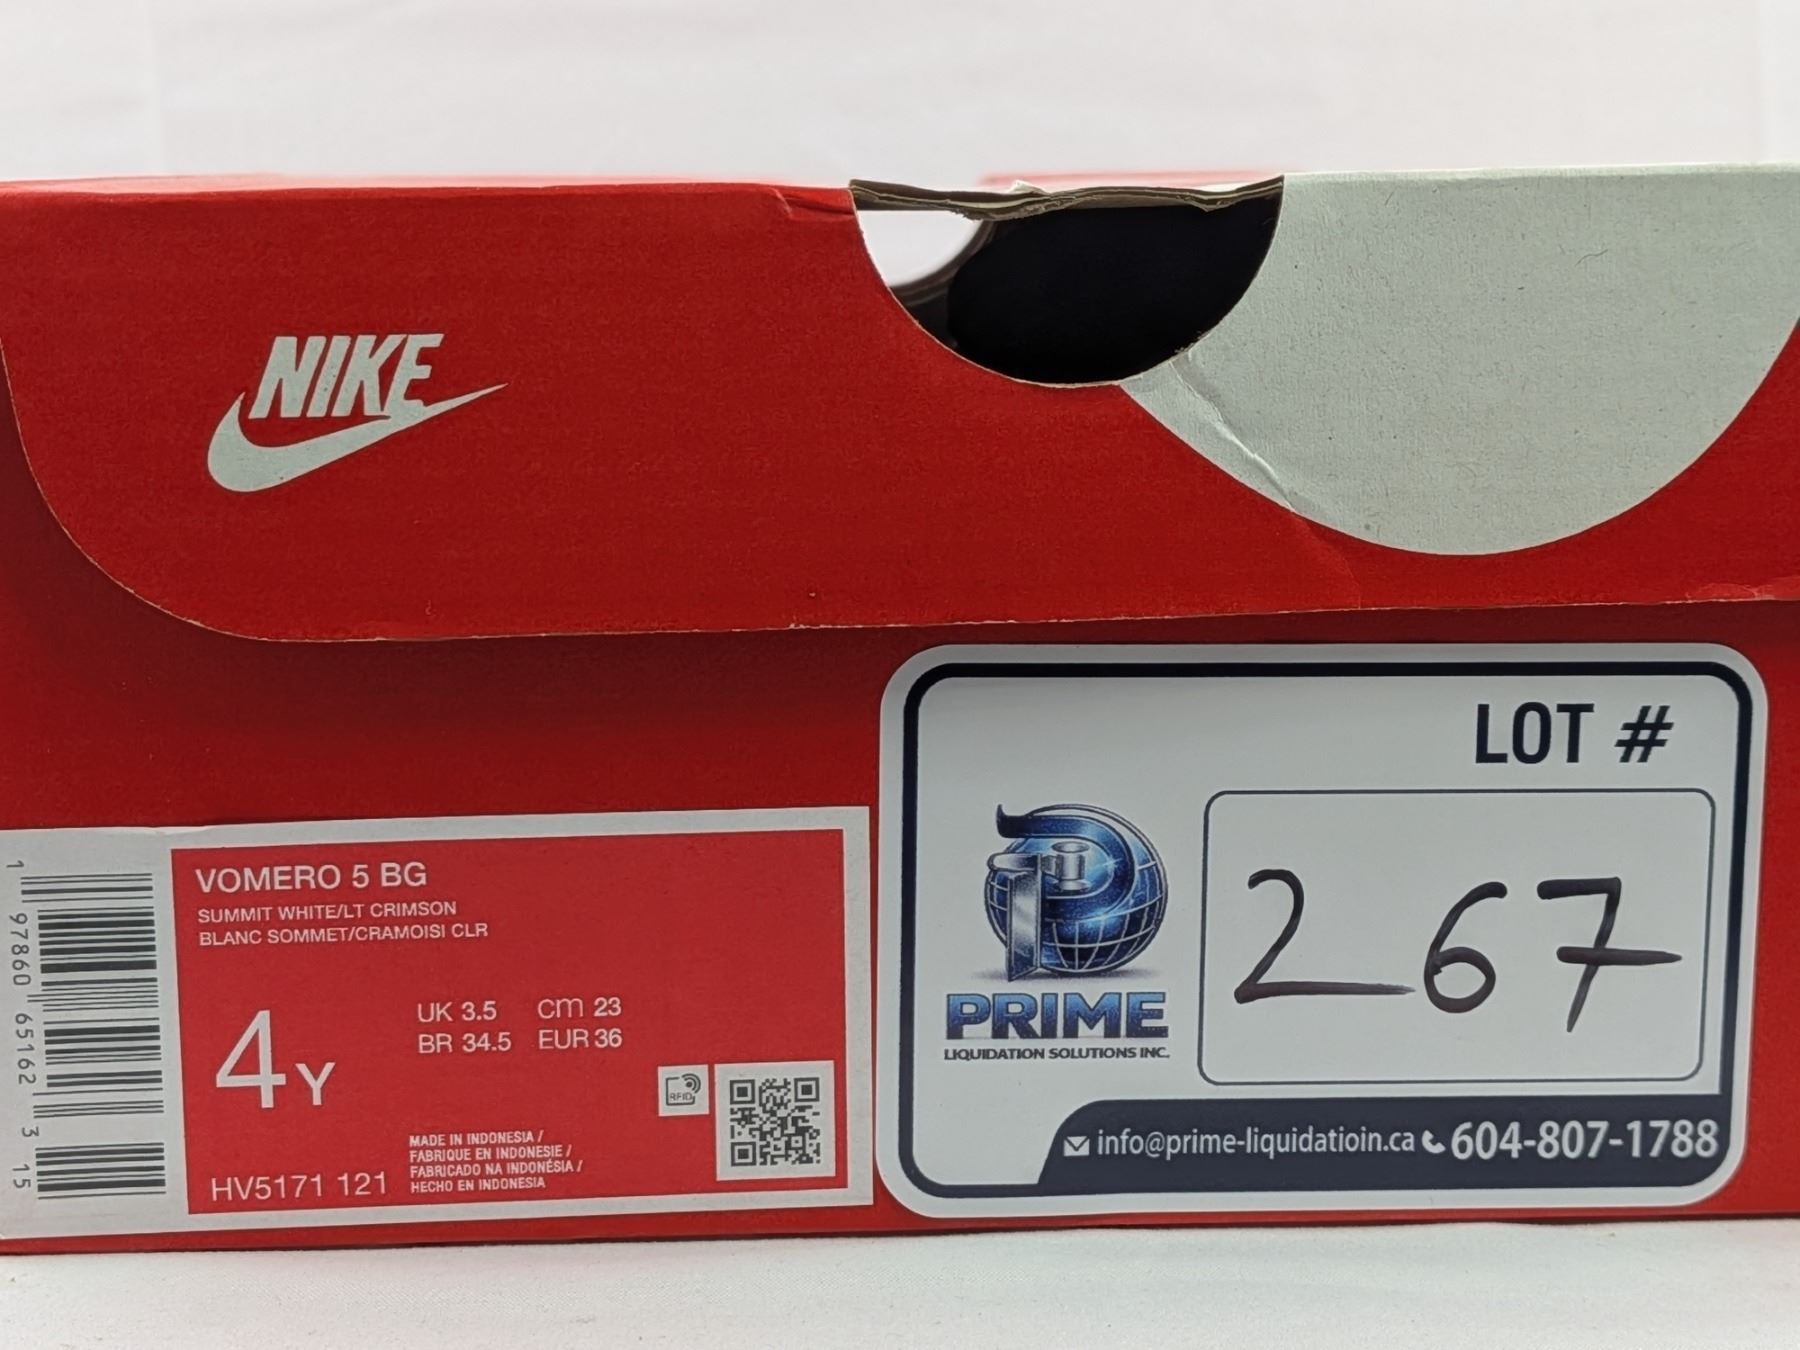 NIKE
LOT #
267
PRIME
LIQUIDATION SOLUTIONS INC.
info@prime-liquidatioin.ca 604-807-1788
VOMERO 5 BG
SUMMIT WHITE/LT CRIMSON
BLANC SOMMET/CRAMOISI CLR
4Y
UK 3.5 cm 23
BR 34.5 EUR 36
RFID
MADE IN INDONESIA /
FABRIQUE EN INDONESIE /
FABRICADO NA INDONÉSIA /
HECHO EN INDONESIA
HV5171 121
1 97860 65162 3 15